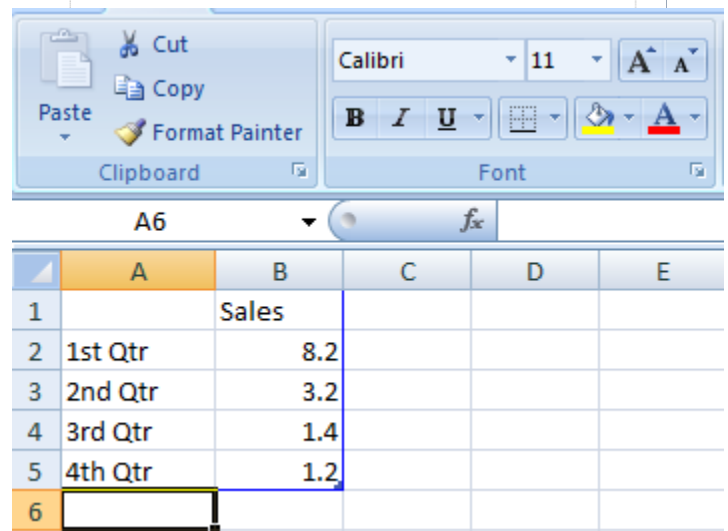 Cut
Copy
Paste
Format Painter
Clipboard
Calibri 11 A A
B I U A
Font
A6 fx
A B C D E
1 Sales
2 1st Qtr 8.2
3 2nd Qtr 3.2
4 3rd Qtr 1.4
5 4th Qtr 1.2
6